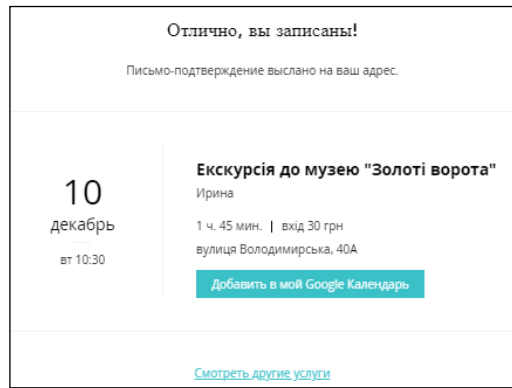 Отлично, вы записаны!
Письмо-подтверждение выслано на ваш адрес.
10
декабрь
вт 10:30
Екскурсія до музею "Золоті ворота"
Ирина
1 ч. 45 мин. | вхід 30 грн
вулиця Володимирська, 40А
Добавить в мой Google Календарь
Смотреть другие услуги